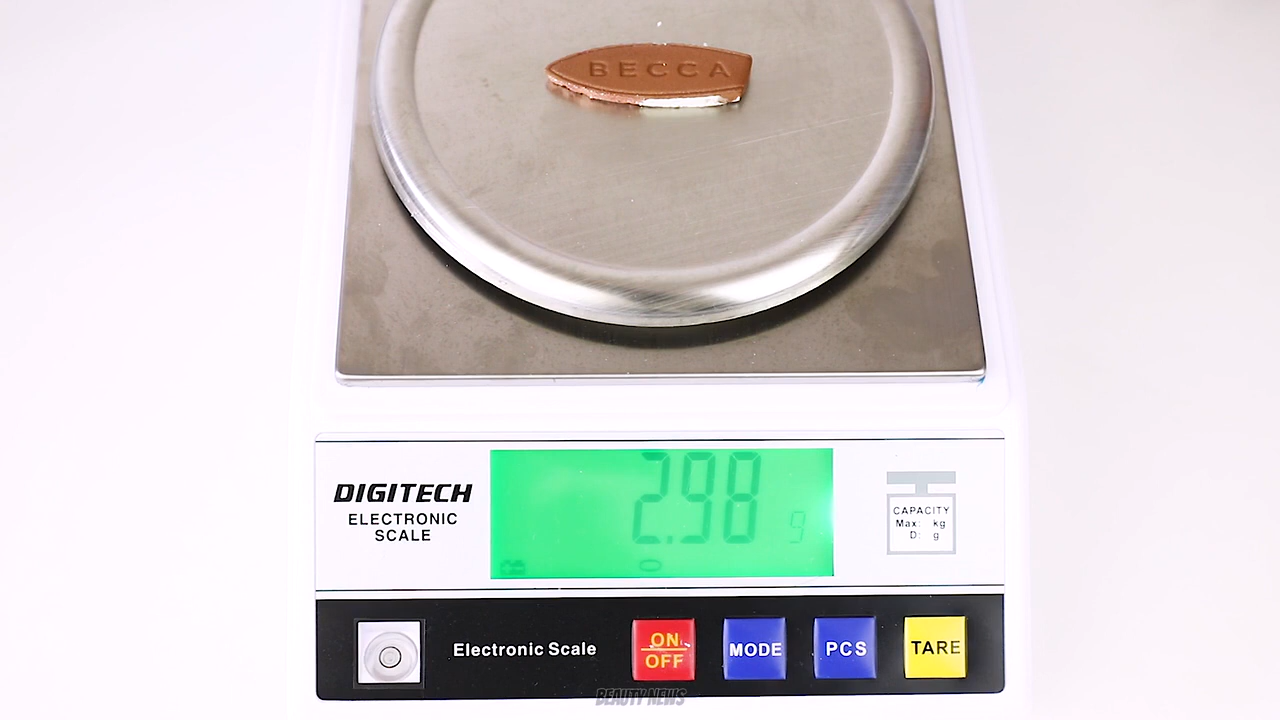 BECCA
DIGITECH
ELECTRONIC
SCALE
2.98 g
CAPACITY
Max: kg
D: g
Electronic Scale
ON
OFF
MODE
PCS
TARE
BEAUTY NEWS